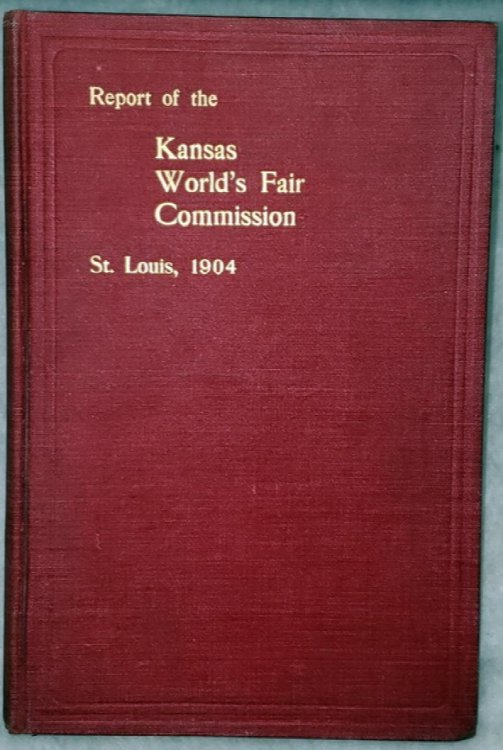 Report of the
Kansas
World's Fair
Commission
St. Louis, 1904